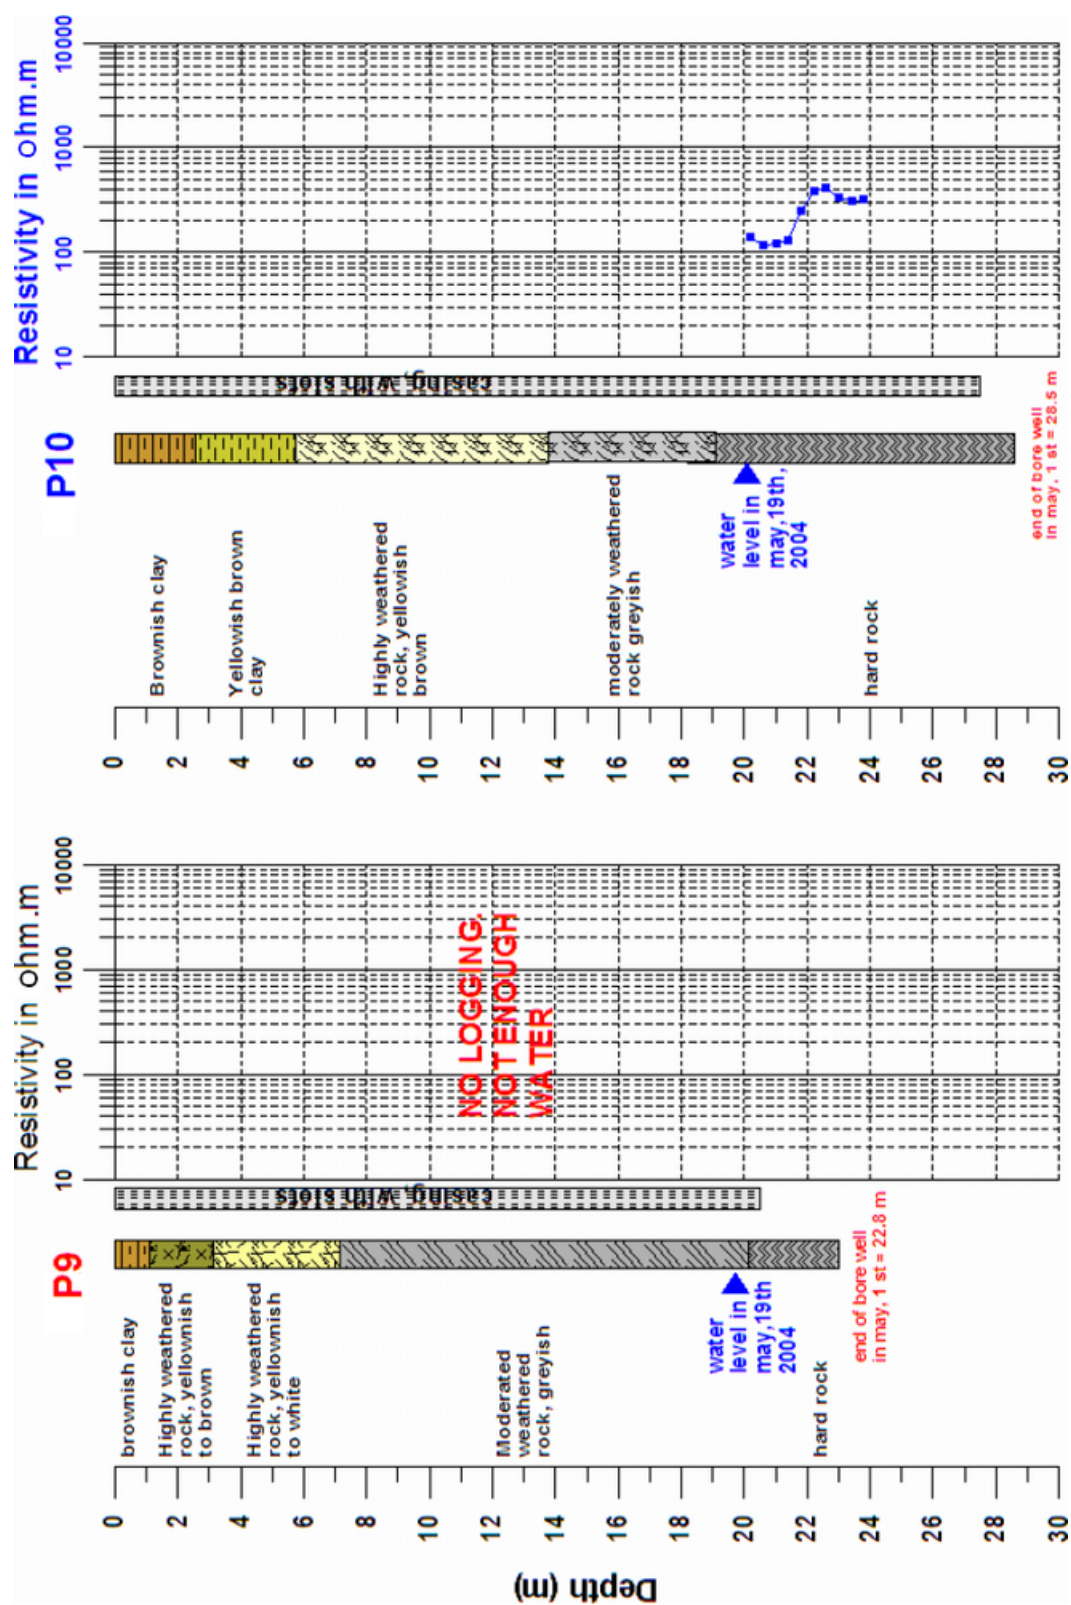 Depth (m)
P9
Resistivity in ohm.m
10
100
1000
10000
0
2
4
6
8
10
12
14
16
18
20
22
24
26
28
30
brownish clay
Highly weathered
rock, yellownish
to brown
Highly weathered
rock, yellownish
to white
Moderated
weathered
rock, greyish
water
level in
may,19th
2004
hard rock
end of bore well
in may, 1 st = 22.8 m
casing, with slots
NO LOGGING.
NOT ENOUGH
WATER
P10
Resistivity in ohm.m
10
100
1000
10000
0
2
4
6
8
10
12
14
16
18
20
22
24
26
28
30
Brownish clay
Yellowish brown
clay
Highly weathered
rock, yellowish
brown
moderately weathered
rock greyish
water
level in
may,19th,
2004
hard rock
end of bore well
in may, 1 st = 28.5 m
casing, with slots